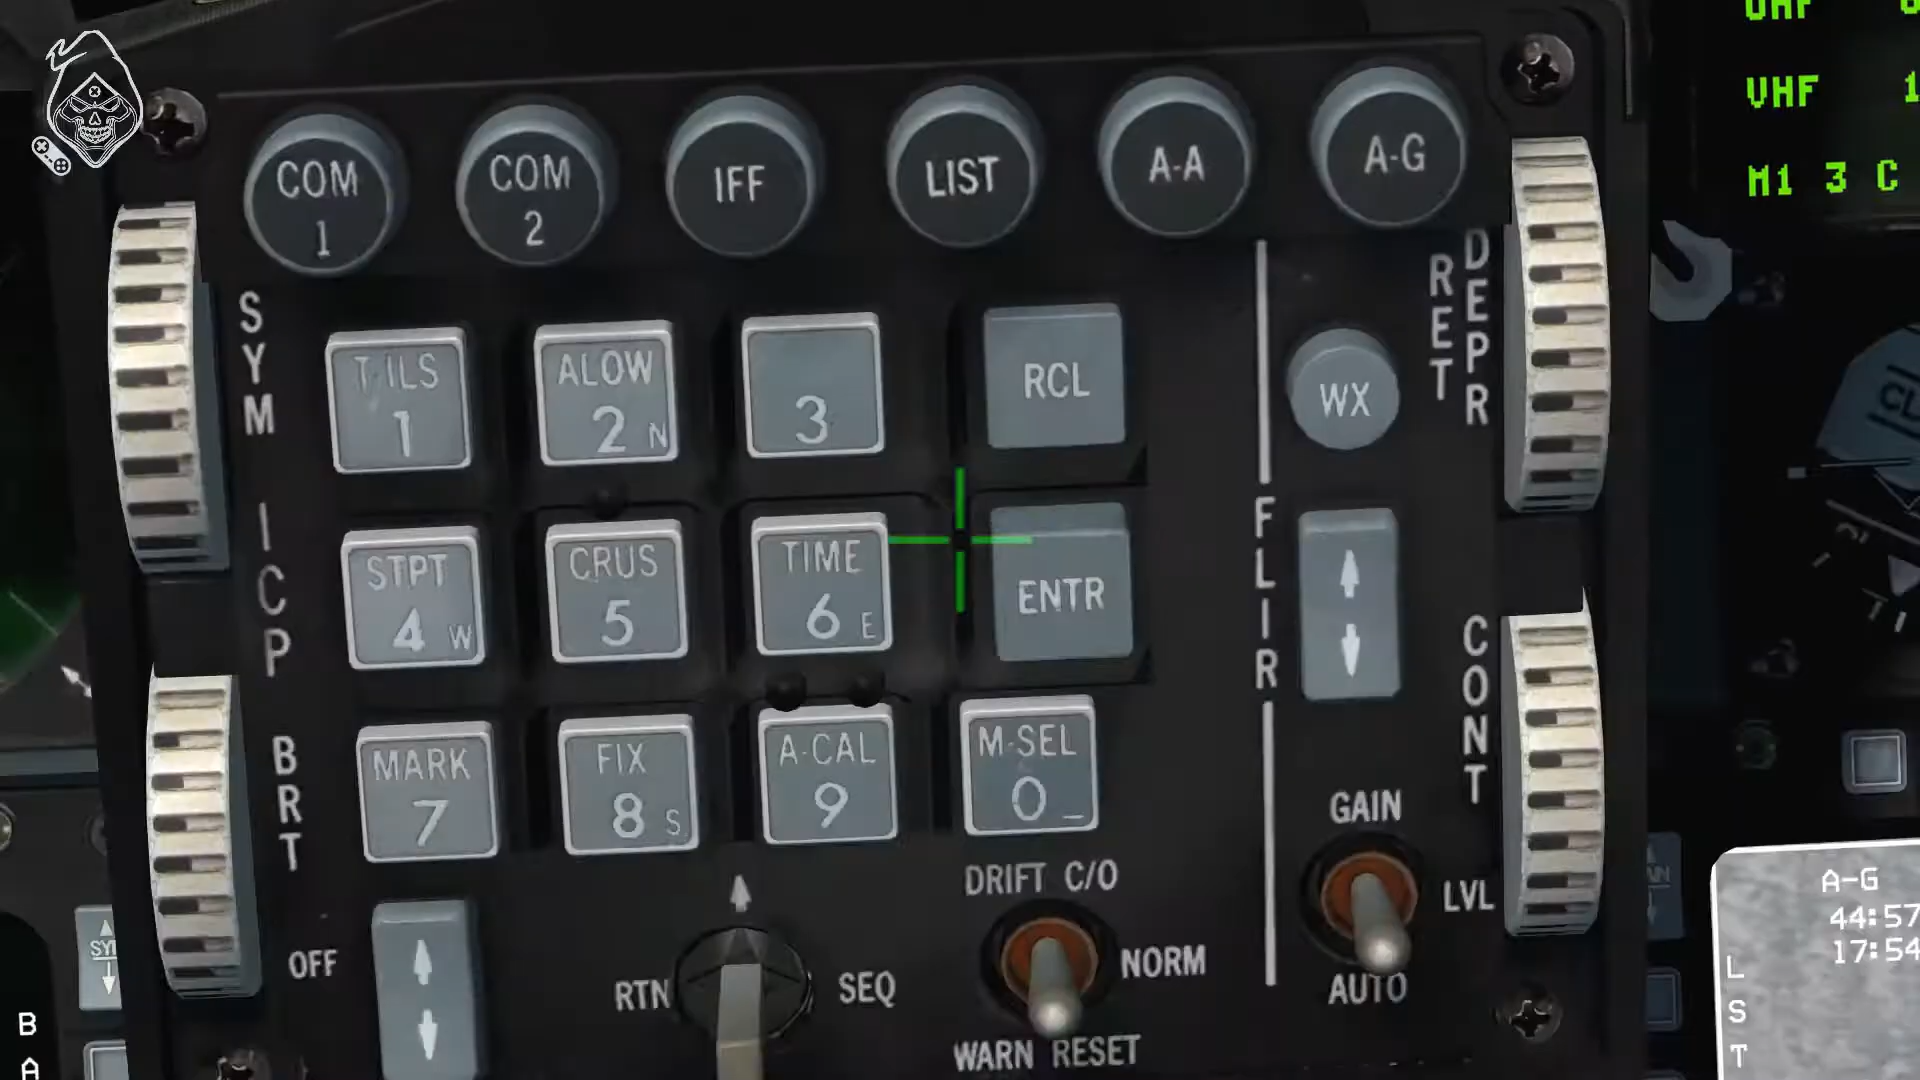 VHF 1
M1 3 C
COM 1
COM 2
IFF
LIST
A-A
A-G
SYM
RET
DEPR
T-ILS 1
ALOW 2 N
3
RCL
WX
ICP
FLIR
STPT 4 W
CRUS 5
TIME 6 E
ENTR
CONT
BRT
MARK 7
FIX 8 S
A-CAL 9
M-SEL 0 _
GAIN
LVL
AUTO
DRIFT C/O
NORM
WARN RESET
OFF
RTN
SEQ
A-G
44:57
17:54
L
S
T
B
A